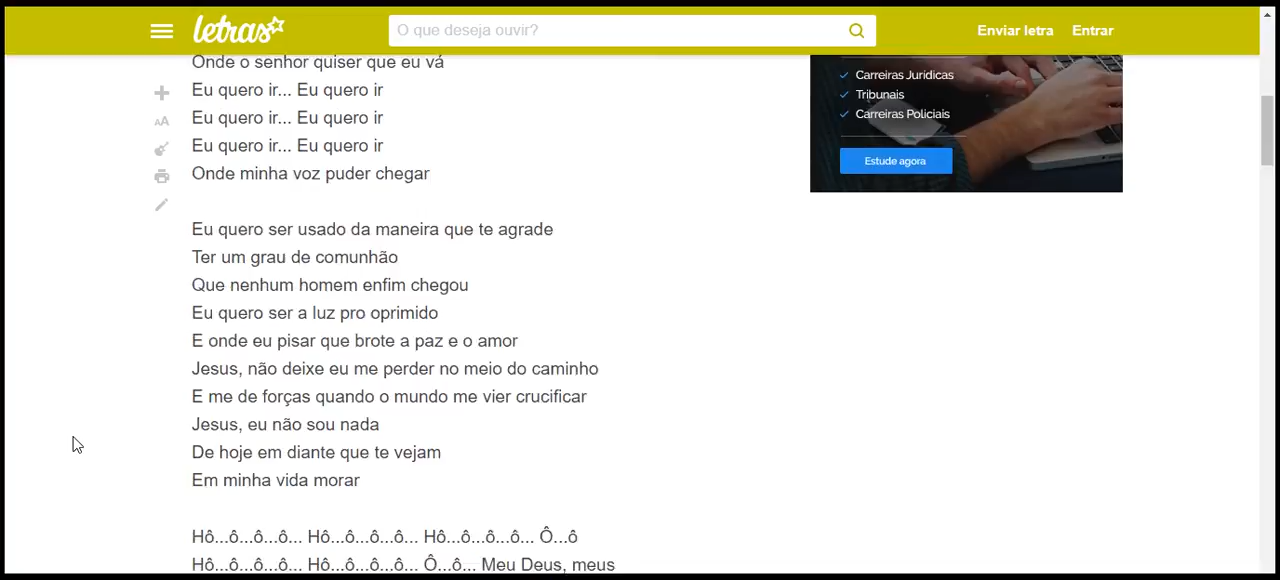 letras
O que deseja ouvir?
Enviar letra
Entrar
Onde o senhor quiser que eu vá
Eu quero ir... Eu quero ir
Eu quero ir... Eu quero ir
Eu quero ir... Eu quero ir
Onde minha voz puder chegar
Eu quero ser usado da maneira que te agrade
Ter um grau de comunhão
Que nenhum homem enfim chegou
Eu quero ser a luz pro oprimido
E onde eu pisar que brote a paz e o amor
Jesus, não deixe eu me perder no meio do caminho
E me de forças quando o mundo me vier crucificar
Jesus, eu não sou nada
De hoje em diante que te vejam
Em minha vida morar
Hô...ô...ô...ô... Hô...ô...ô...ô... Hô...ô...ô...ô... Ô...ô
Hô...ô...ô...ô... Hô...ô...ô...ô... Ô...ô... Meu Deus, meus
AA
Carreiras Jurídicas
Tribunais
Carreiras Policiais
Estude agora